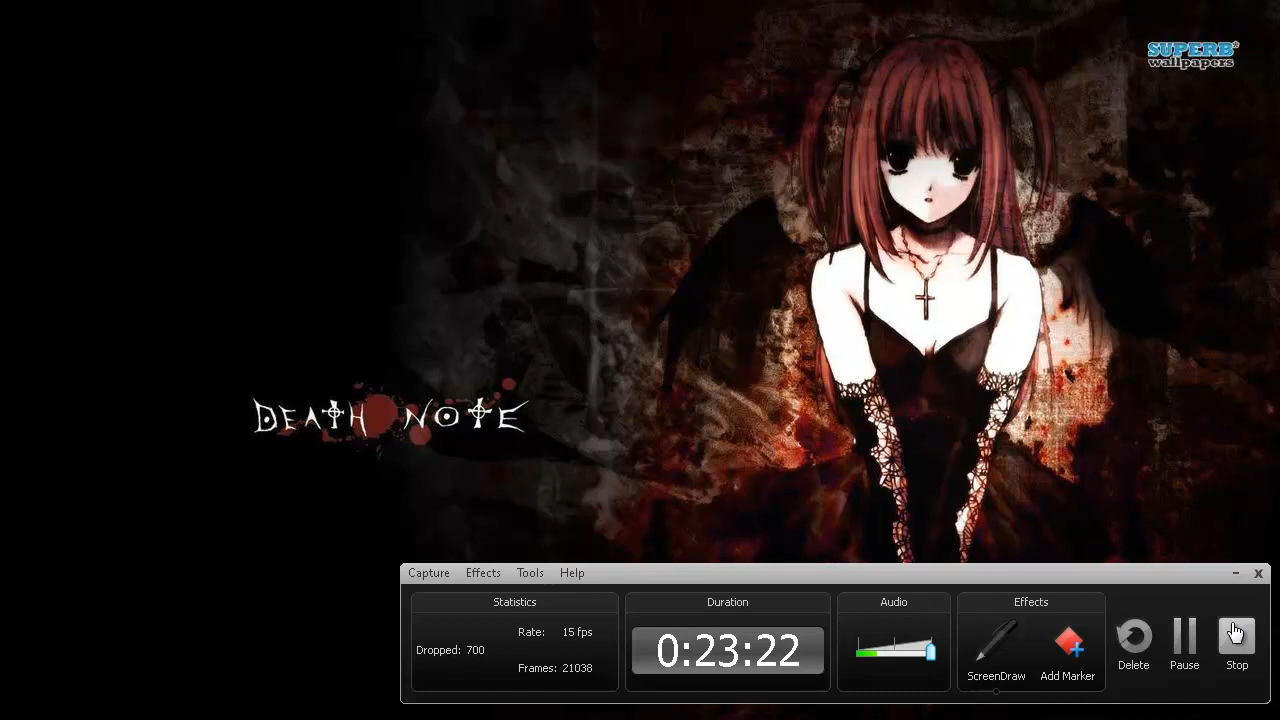 SUPERB
wallpapers
DEATH NOTE
Capture Effects Tools Help
Statistics
Dropped: 700
Rate: 15 fps
Frames: 21038
Duration
0:23:22
Audio
Effects
ScreenDraw
Add Marker
Delete
Pause
Stop